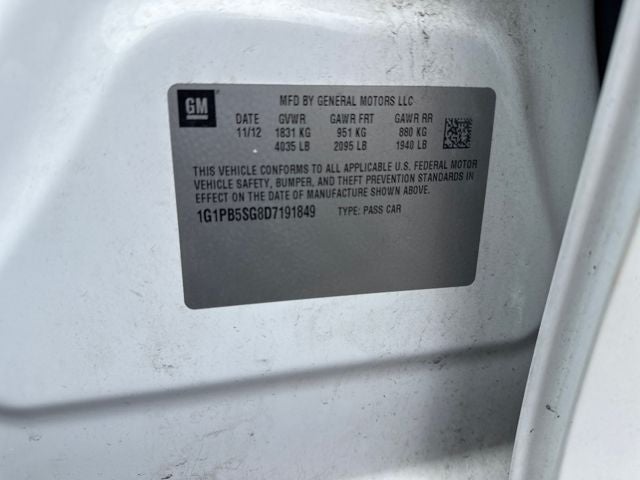 GM
MFD BY GENERAL MOTORS LLC
DATE GVWR GAWR FRT GAWR RR
11/12 1831 KG 951 KG 880 KG
4035 LB 2095 LB 1940 LB
THIS VEHICLE CONFORMS TO ALL APPLICABLE U.S. FEDERAL MOTOR
VEHICLE SAFETY, BUMPER, AND THEFT PREVENTION STANDARDS IN
EFFECT ON THE DATE OF MANUFACTURE SHOWN ABOVE.
1G1PB5SG8D7191849 TYPE: PASS CAR